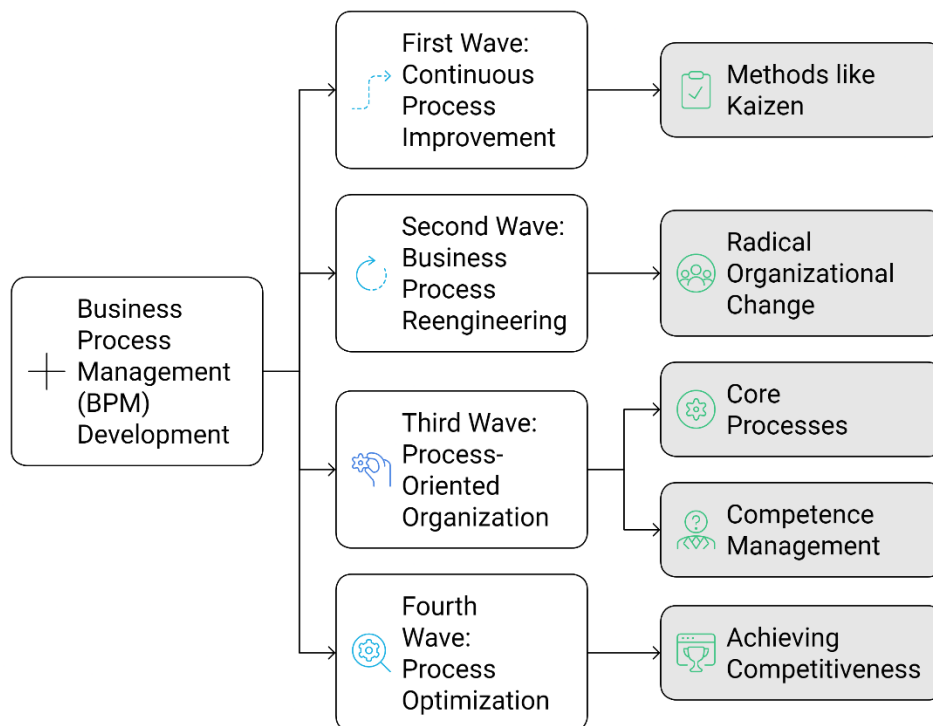 Business
Process
Management
(BPM)
Development
First Wave:
Continuous
Process
Improvement
Methods like
Kaizen
Second Wave:
Business
Process
Reengineering
Radical
Organizational
Change
Third Wave:
Process-
Oriented
Organization
Core
Processes
Competence
Management
Fourth
Wave:
Process
Optimization
Achieving
Competitiveness